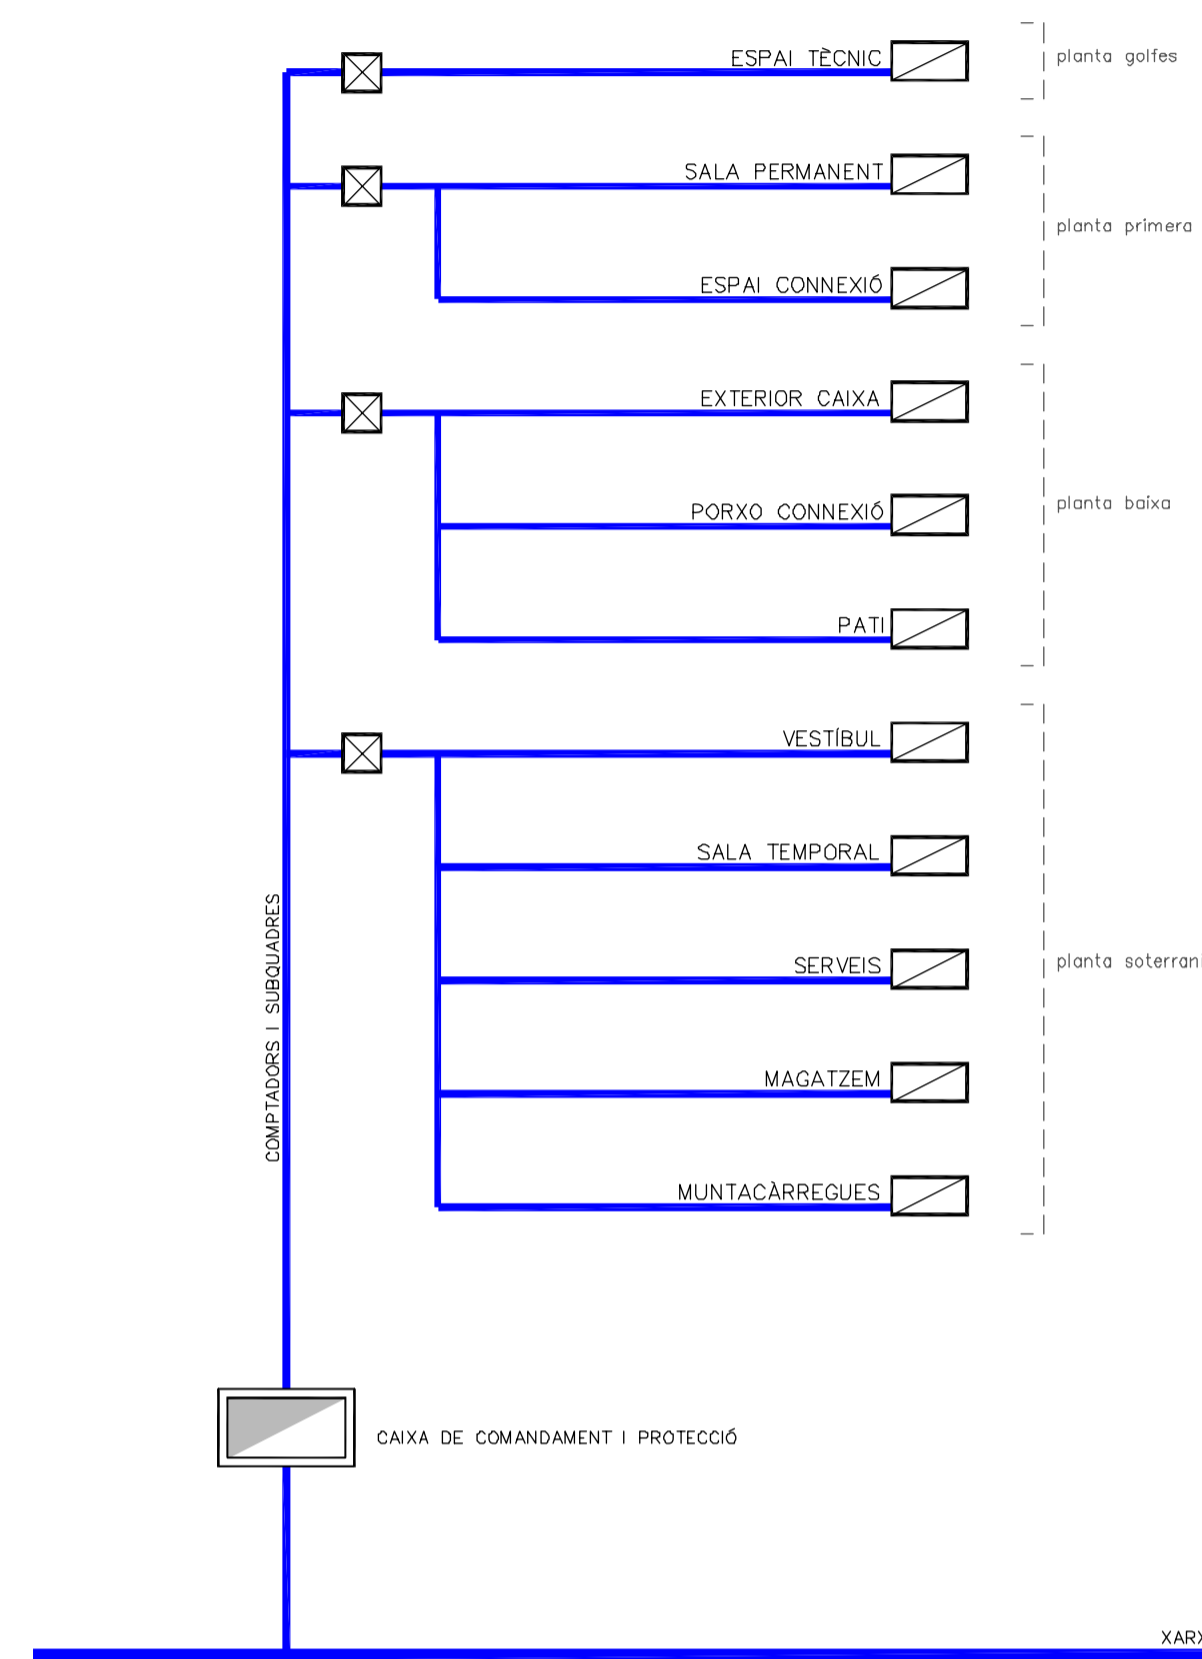 ESPAI TÈCNIC
planta golfes
SALA PERMANENT
planta primera
ESPAI CONNEXIÓ
EXTERIOR CAIXA
PORXO CONNEXIÓ
planta baixa
PATI
VESTÍBUL
SALA TEMPORAL
SERVEIS
planta soterrani
MAGATZEM
MUNTACÀRREGUES
COMPTADORS I SUBQUADRES
CAIXA DE COMANDAMENT I PROTECCIÓ